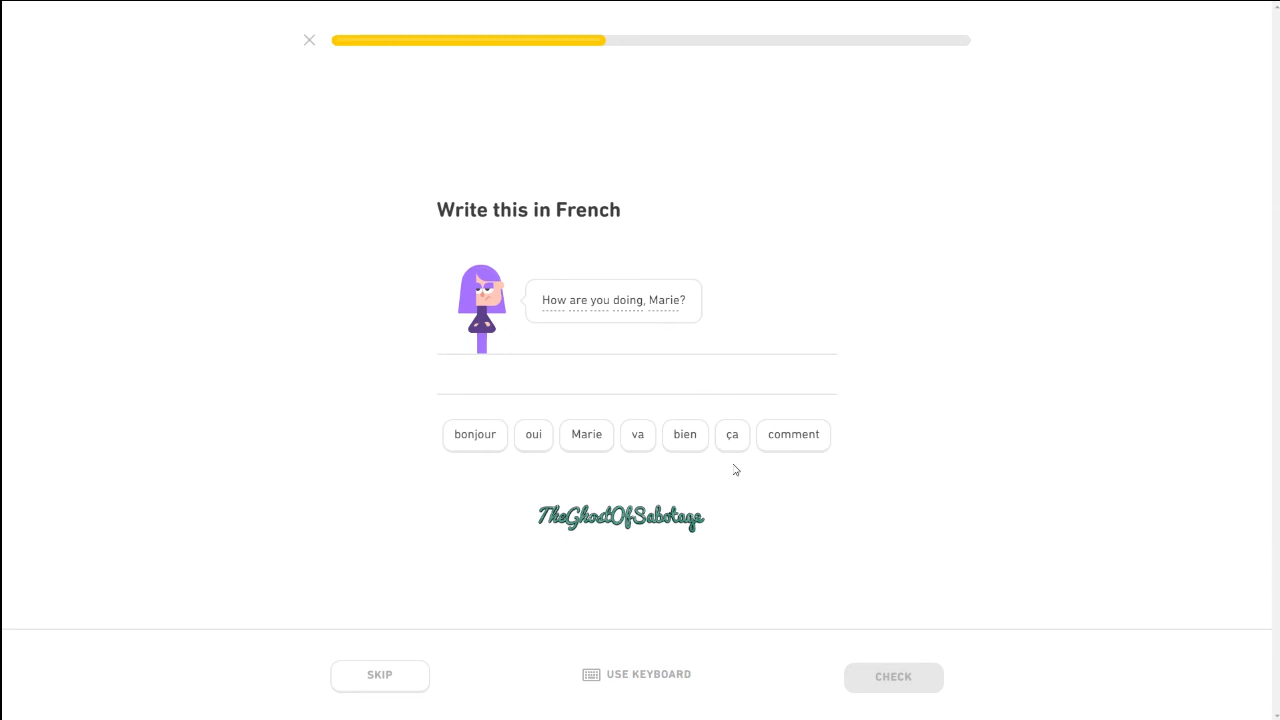 Write this in French
How are you doing, Marie?
bonjour oui Marie va bien ça comment
TheGhostOfSabotage
SKIP USE KEYBOARD CHECK